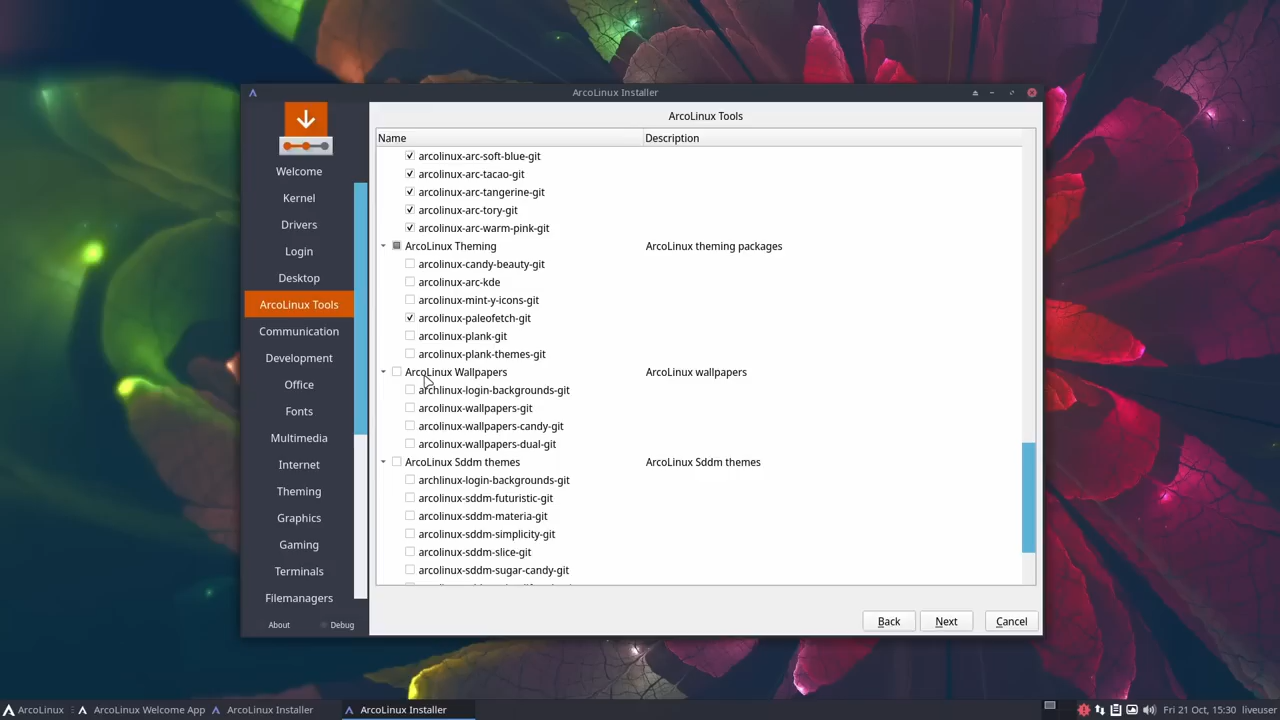 ArcoLinux Installer
ArcoLinux Tools
Name Description
Welcome
Kernel
Drivers
Login
Desktop
ArcoLinux Tools
Communication
Development
Office
Fonts
Multimedia
Internet
Theming
Graphics
Gaming
Terminals
Filemanagers
About Debug
arcolinux-arc-soft-blue-git
arcolinux-arc-tacao-git
arcolinux-arc-tangerine-git
arcolinux-arc-tory-git
arcolinux-arc-warm-pink-git
ArcoLinux Theming ArcoLinux theming packages
arcolinux-candy-beauty-git
arcolinux-arc-kde
arcolinux-mint-y-icons-git
arcolinux-paleofetch-git
arcolinux-plank-git
arcolinux-plank-themes-git
ArcoLinux Wallpapers ArcoLinux wallpapers
archlinux-login-backgrounds-git
arcolinux-wallpapers-git
arcolinux-wallpapers-candy-git
arcolinux-wallpapers-dual-git
ArcoLinux Sddm themes ArcoLinux Sddm themes
archlinux-login-backgrounds-git
arcolinux-sddm-futuristic-git
arcolinux-sddm-materia-git
arcolinux-sddm-simplicity-git
arcolinux-sddm-slice-git
arcolinux-sddm-sugar-candy-git
Back Next Cancel
ArcoLinux ArcoLinux Welcome App ArcoLinux Installer ArcoLinux Installer Fri 21 Oct, 15:30 liveuser